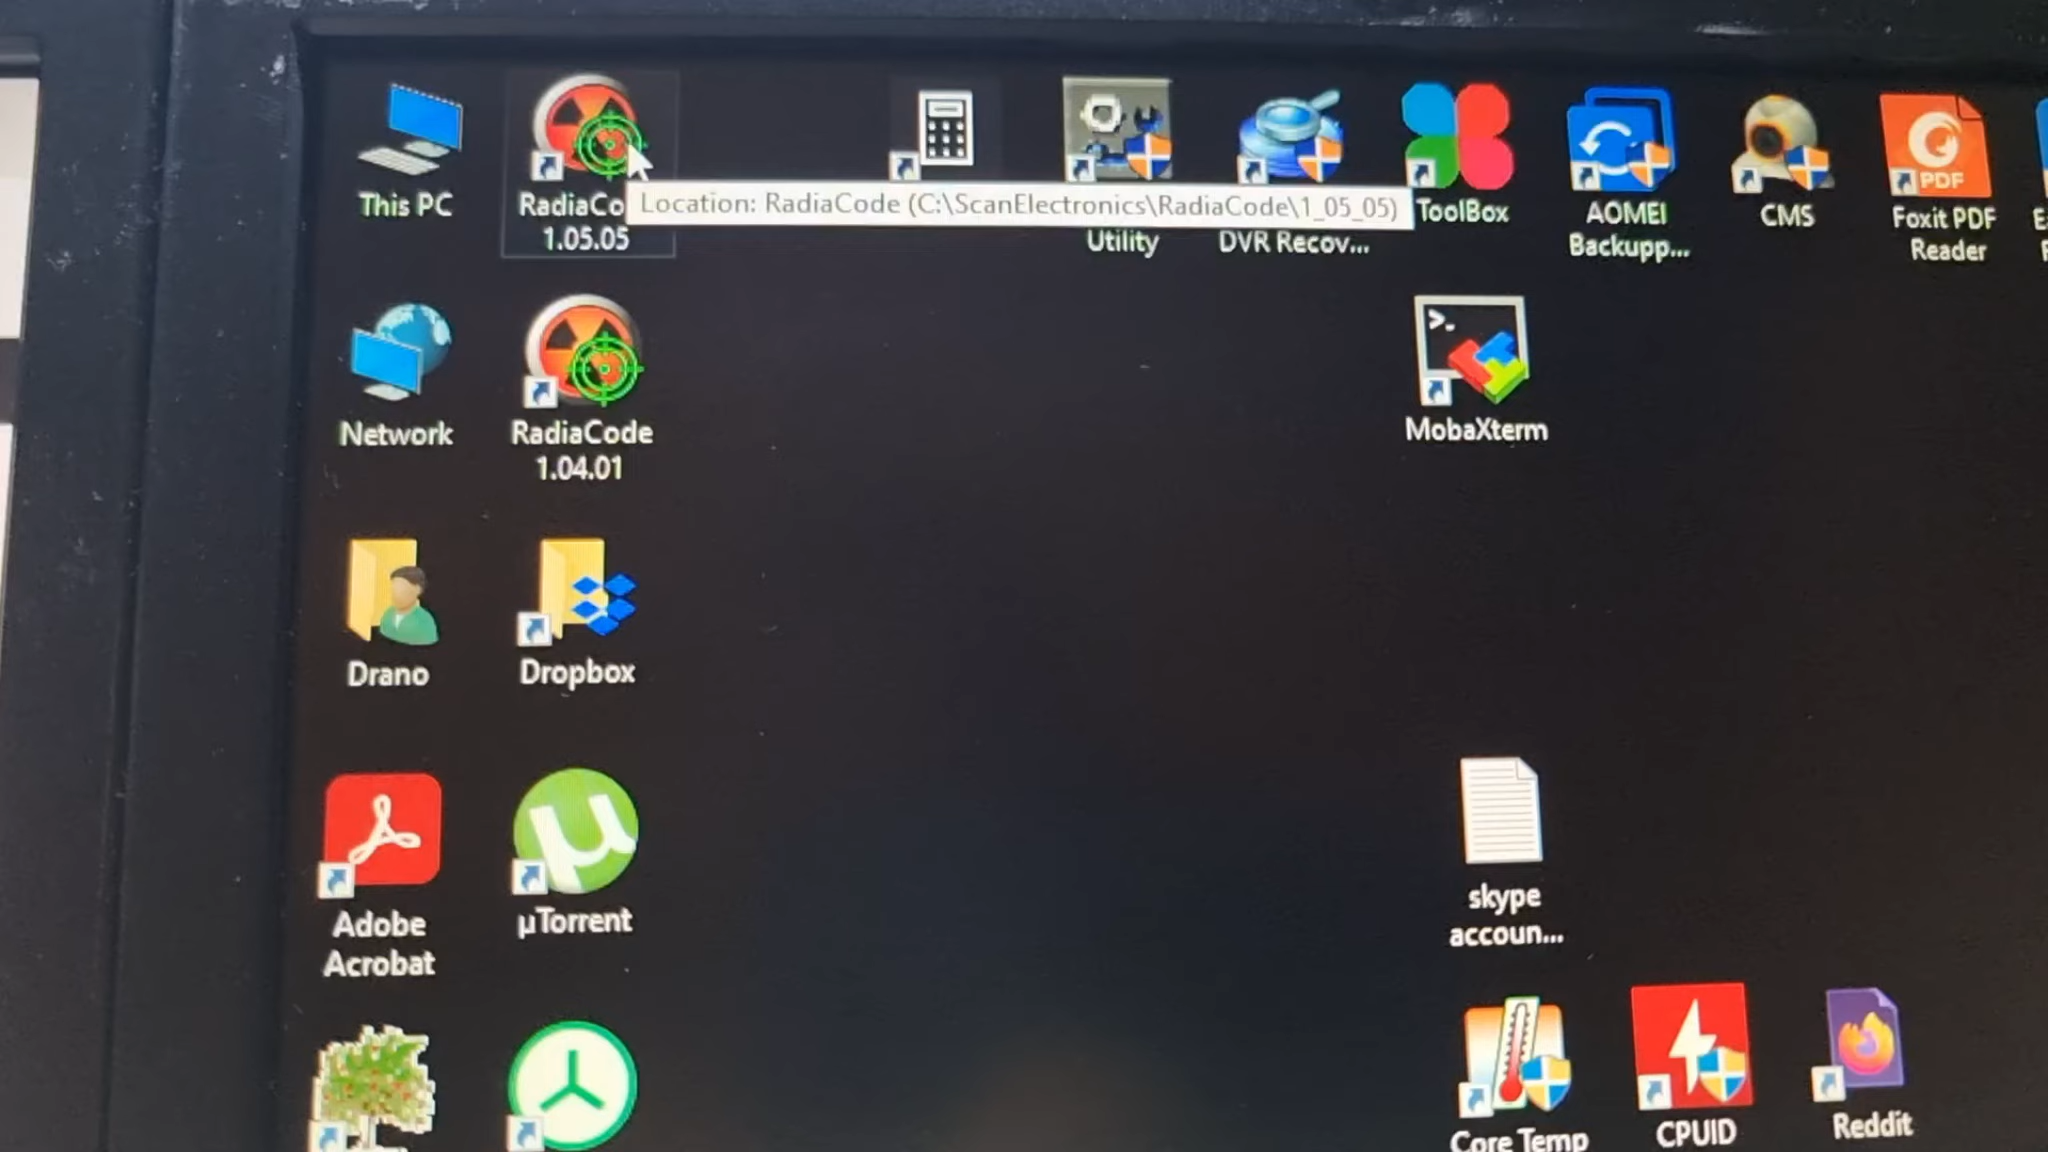 This PC
RadiaCo
1.05.05
Location: RadiaCode (C:\ScanElectronics\RadiaCode\1_05_05)
Utility
DVR Recov...
ToolBox
AOMEI
Backupp...
CMS
PDF
Foxit PDF
Reader
Network
RadiaCode
1.04.01
>_
MobaXterm
Drano
Dropbox
Adobe
Acrobat
µ
µTorrent
skype
accoun...
Core Temp
CPUID
Reddit